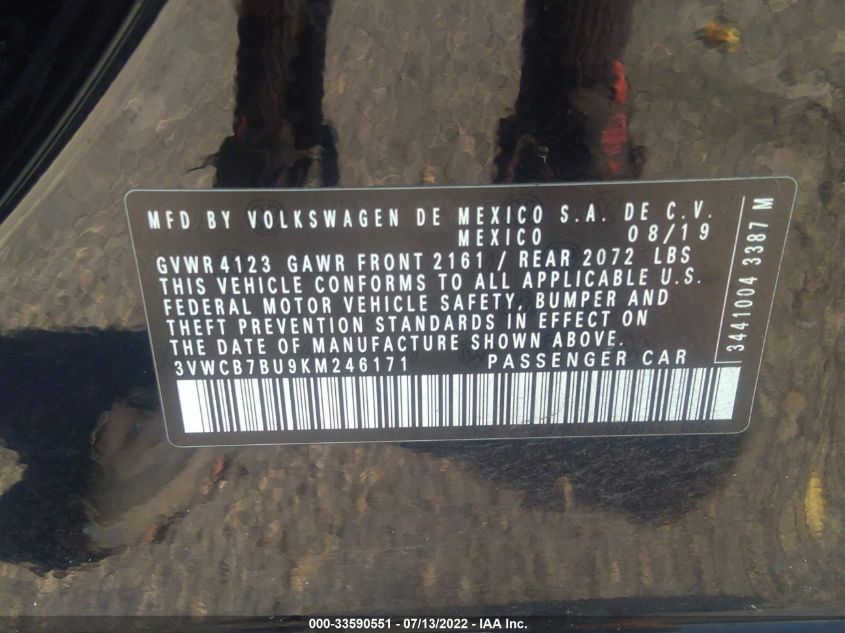 MFD BY VOLKSWAGEN DE MEXICO S.A. DE C.V.
MEXICO 08/19
GVWR 4123 GAWR FRONT 2161 / REAR 2072 LBS
THIS VEHICLE CONFORMS TO ALL APPLICABLE U.S.
FEDERAL MOTOR VEHICLE SAFETY, BUMPER AND
THEFT PREVENTION STANDARDS IN EFFECT ON
THE DATE OF MANUFACTURE SHOWN ABOVE.
3VWCB7BU9KM246171 PASSENGER CAR
3441004 3387 M
000-33590551 // 07/13/2022 // IAA Inc.